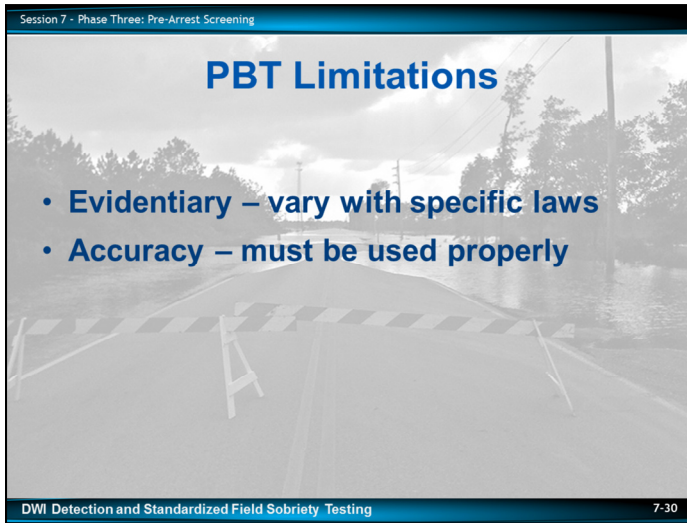 Session 7 - Phase Three: Pre-Arrest Screening
PBT Limitations
• Evidentiary – vary with specific laws
• Accuracy – must be used properly
DWI Detection and Standardized Field Sobriety Testing 7-30